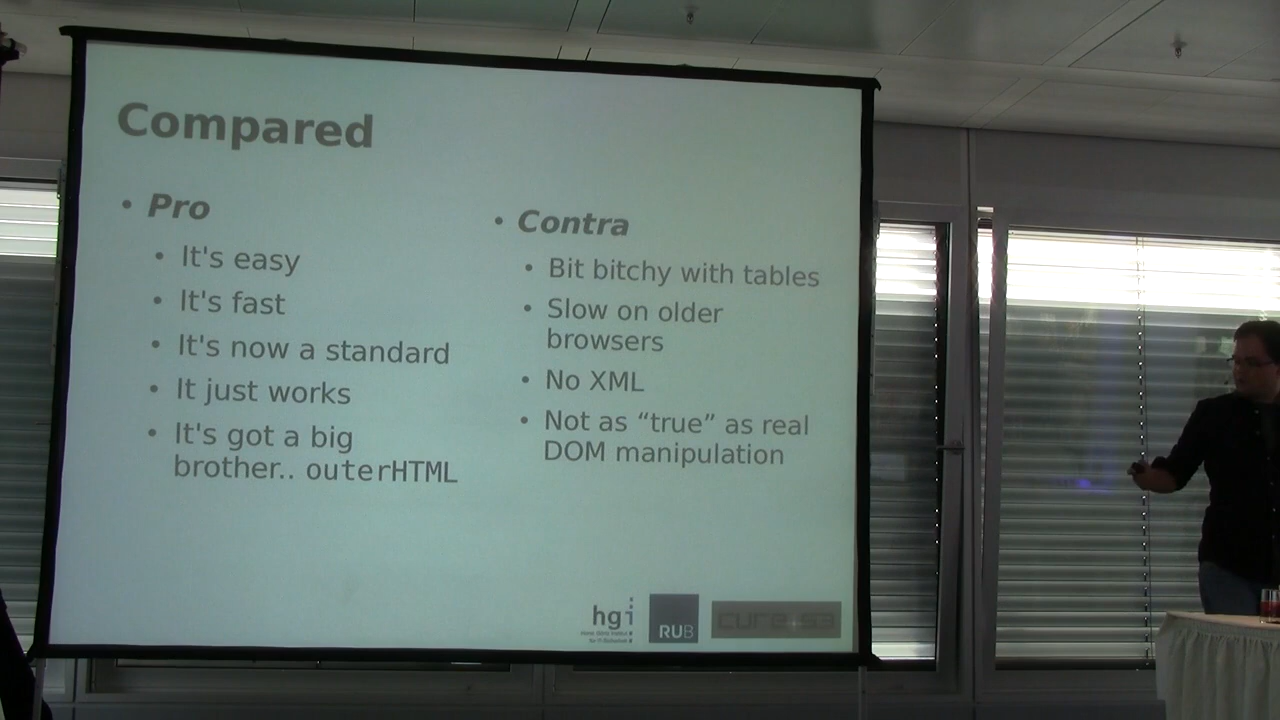 Compared
• Pro
• It's easy
• It's fast
• It's now a standard
• It just works
• It's got a big
brother.. outerHTML
• Contra
• Bit bitchy with tables
• Slow on older
browsers
• No XML
• Not as “true” as real
DOM manipulation
hgi
RUB
cure53